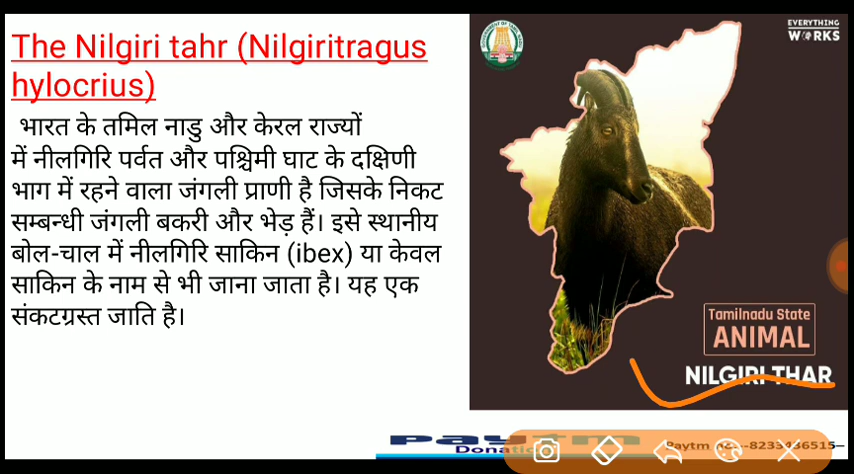 The Nilgiri tahr (Nilgiritragus
hylocrius)
भारत के तमिल नाडु और केरल राज्यों
में नीलगिरि पर्वत और पश्चिमी घाट के दक्षिणी
भाग में रहने वाला जंगली प्राणी है जिसके निकट
सम्बन्धी जंगली बकरी और भेड़ हैं। इसे स्थानीय
बोल-चाल में नीलगिरि साकिन (ibex) या केवल
साकिन के नाम से भी जाना जाता है। यह एक
संकटग्रस्त जाति है।
EVERYTHING
WORKS
Tamilnadu State
ANIMAL
NILGIRI THAR
paytm
Paytm